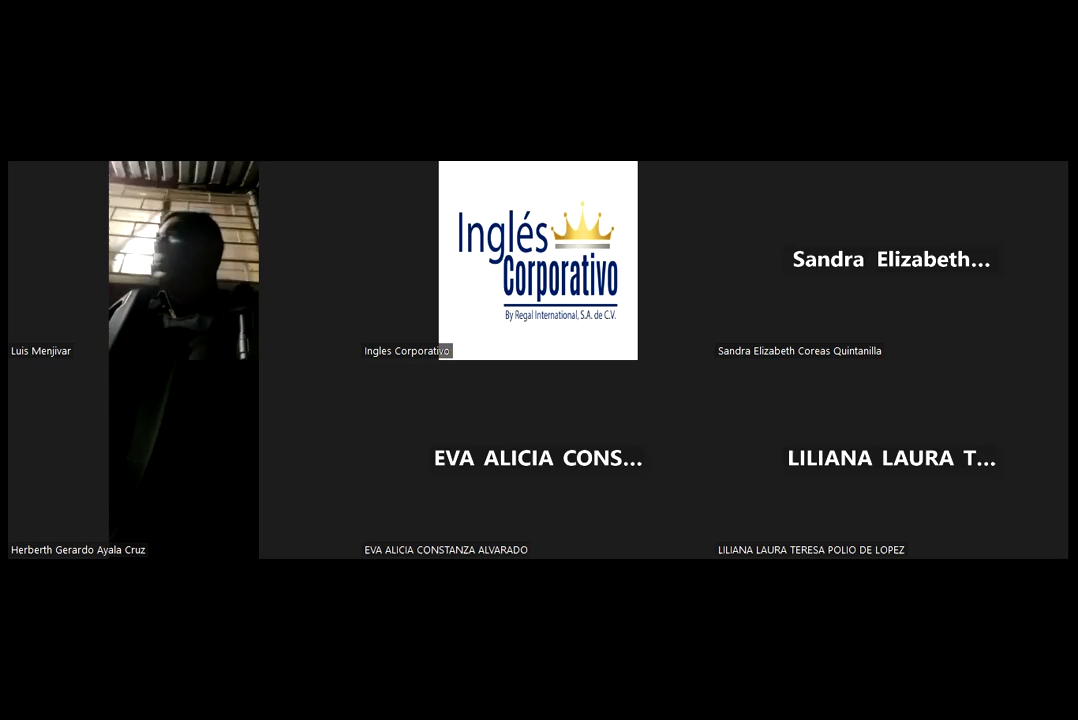 Inglés
Corporativo
By Regal International, S.A. de C.V.
Sandra Elizabeth...
Luis Menjivar
Ingles Corporativo
Sandra Elizabeth Coreas Quintanilla
EVA ALICIA CONS...
LILIANA LAURA T...
Herberth Gerardo Ayala Cruz
EVA ALICIA CONSTANZA ALVARADO
LILIANA LAURA TERESA POLIO DE LOPEZ